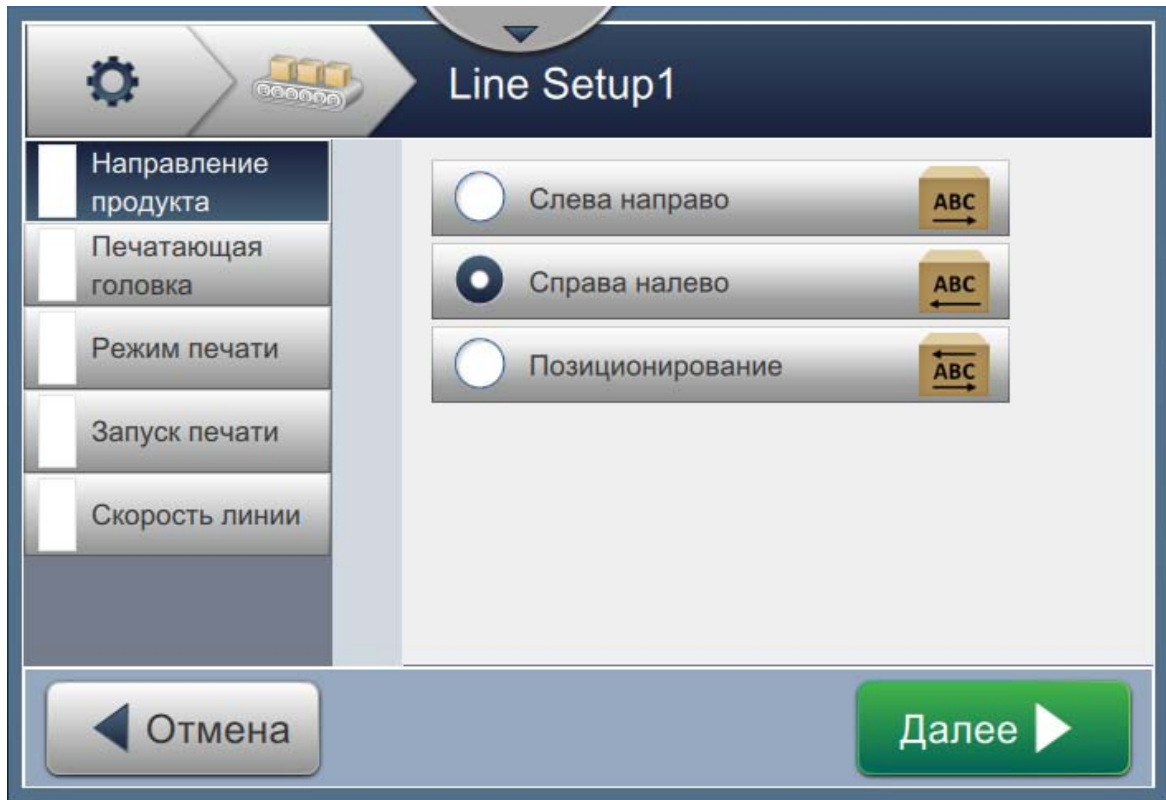 Line Setup1
Направление
продукта
Печатающая
головка
Режим печати
Запуск печати
Скорость линии
Слева направо
ABC
Справа налево
ABC
Позиционирование
ABC
Отмена
Далее